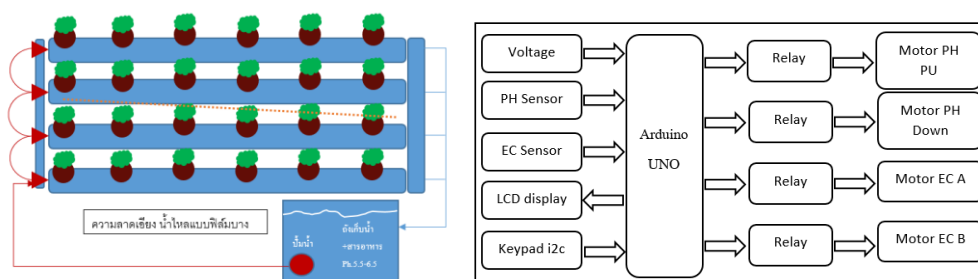 ความลาดเอียง น้ำไหลแบบฟิล์มบาง
ปั๊มน้ำ
ถังเก็บน้ำ
+สารอาหาร
Ph.5.5-6.5
Voltage
PH Sensor
EC Sensor
LCD display
Keypad i2c
Arduino
UNO
Relay
Relay
Relay
Relay
Motor PH
PU
Motor PH
Down
Motor EC A
Motor EC B